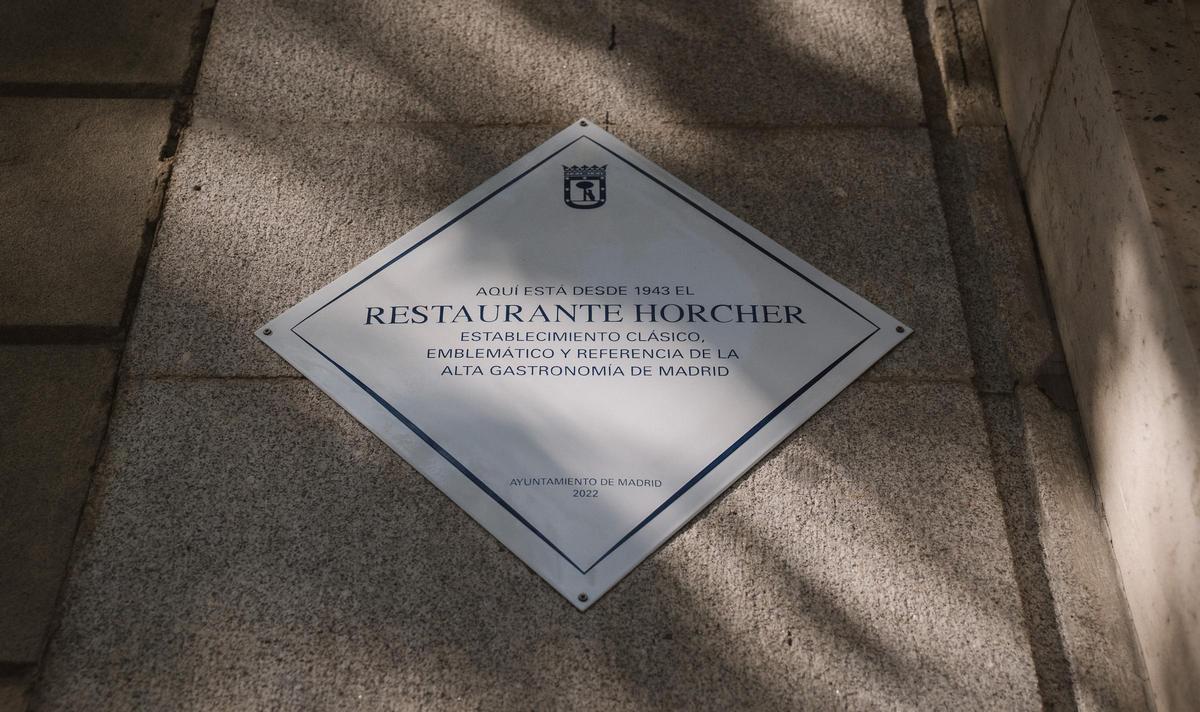 AQUÍ ESTÁ DESDE 1943 EL
RESTAURANTE HORCHER
ESTABLECIMIENTO CLÁSICO,
EMBLEMÁTICO Y REFERENCIA DE LA
ALTA GASTRONOMÍA DE MADRID
AYUNTAMIENTO DE MADRID
2022